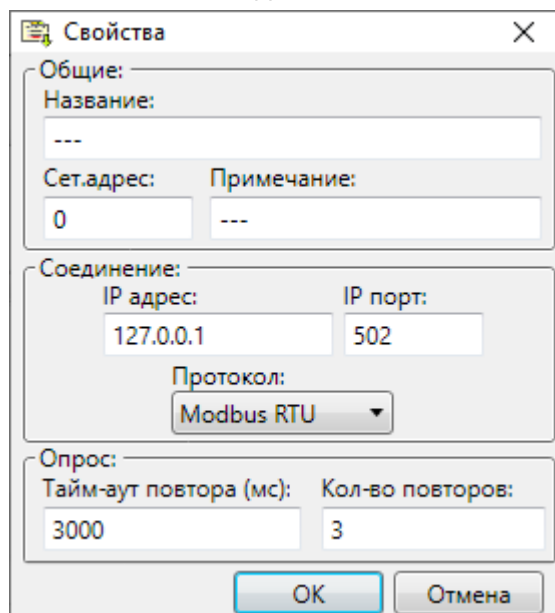 Свойства
Общие:
Название:
---
Сет.адрес: Примечание:
0 ---
Соединение:
IP адрес: IP порт:
127.0.0.1 502
Протокол:
Modbus RTU
Опрос:
Тайм-аут повтора (мс): Кол-во повторов:
3000 3
OK Отмена